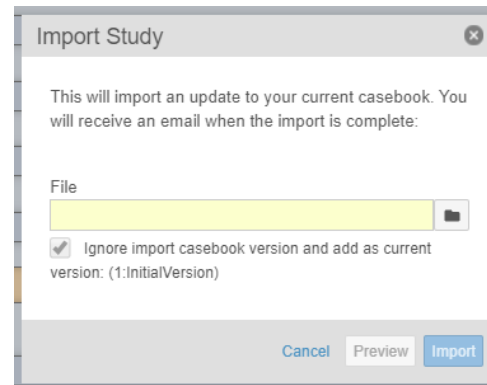 Import Study
This will import an update to your current casebook. You
will receive an email when the import is complete:
File
Ignore import casebook version and add as current
version: (1:InitialVersion)
Cancel Preview Import